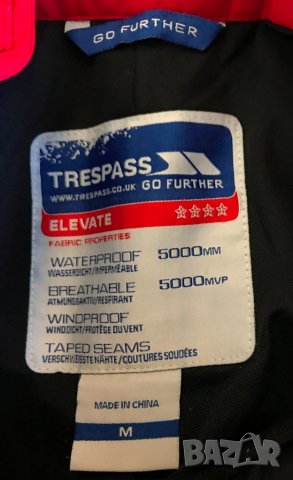 GO FURTHER
TRESPASS
WWW.TRESPASS.CO.UK GO FURTHER
ELEVATE
FABRIC PROPERTIES
WATERPROOF 5000MM
WASSERDICHT/IMPERMÉABLE
BREATHABLE 5000MVP
ATMUNGSAKTIV/RESPIRANT
WINDPROOF
WINDDICHT/PROTÈGE DU VENT
TAPED SEAMS
VERSCHWEISSTE NÄHTE/COUTURES SOUDÉES
MADE IN CHINA
M
BAZAR